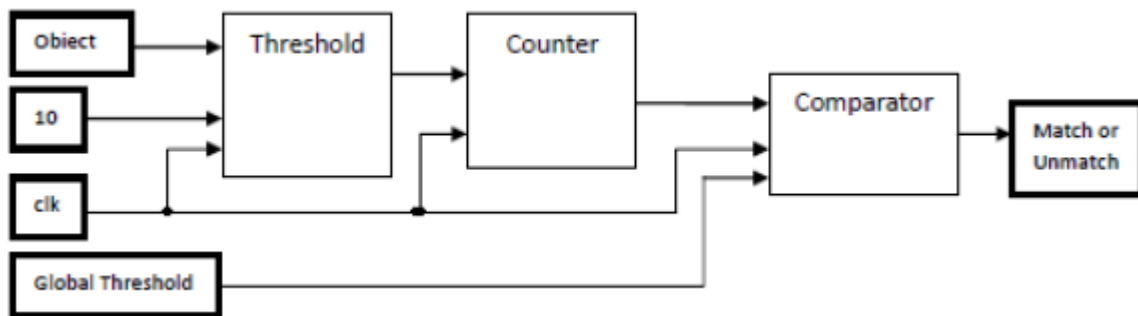 Obiect
Threshold
Counter
10
Comparator
Match or
Unmatch
clk
Global Threshold